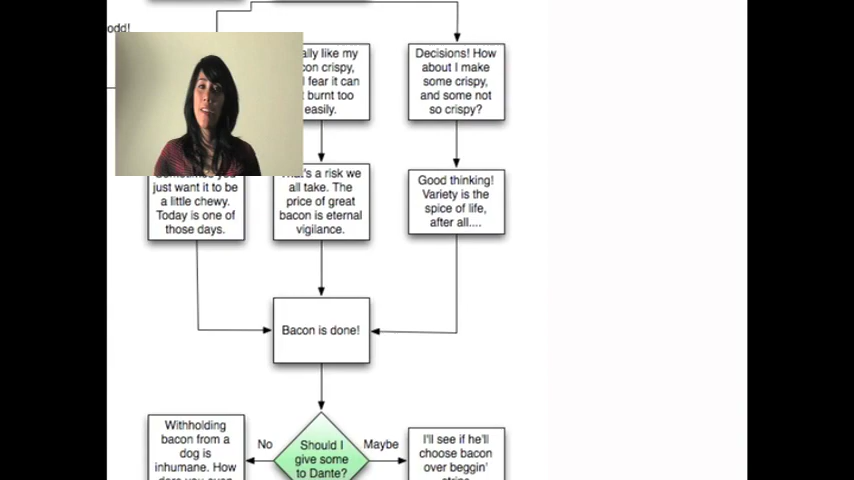 odd!
ally like my
con crispy,
I fear it can
t burnt too
easily.
Decisions! How
about I make
some crispy,
and some not
so crispy?
just want it to be
a little chewy.
Today is one of
those days.
at's a risk we
all take. The
price of great
bacon is eternal
vigilance.
Good thinking!
Variety is the
spice of life,
after all....
Bacon is done!
Withholding
bacon from a
dog is
inhumane. How
No
Should I
give some
to Dante?
Maybe
I'll see if he'll
choose bacon
over beggin'